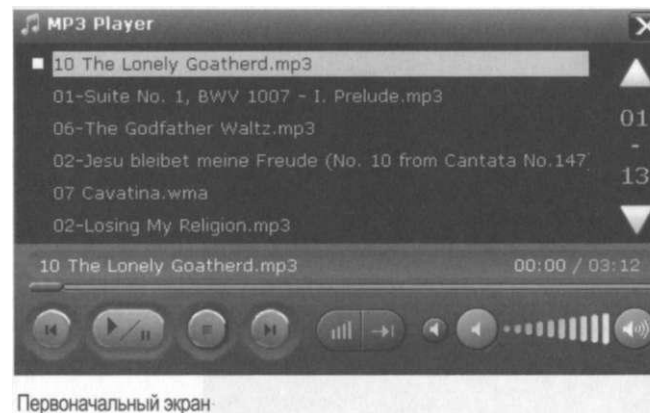 MP3 Player
10 The Lonely Goatherd.mp3
01-Suite No. 1, BWV 1007 - I. Prelude.mp3
06-The Godfather Waltz.mp3
02-Jesu bleibet meine Freude (No. 10 from Cantata No.147
07 Cavatina.wma
02-Losing My Religion.mp3
01
-
13
10 The Lonely Goatherd.mp3 00:00 / 03:12
Первоначальный экран